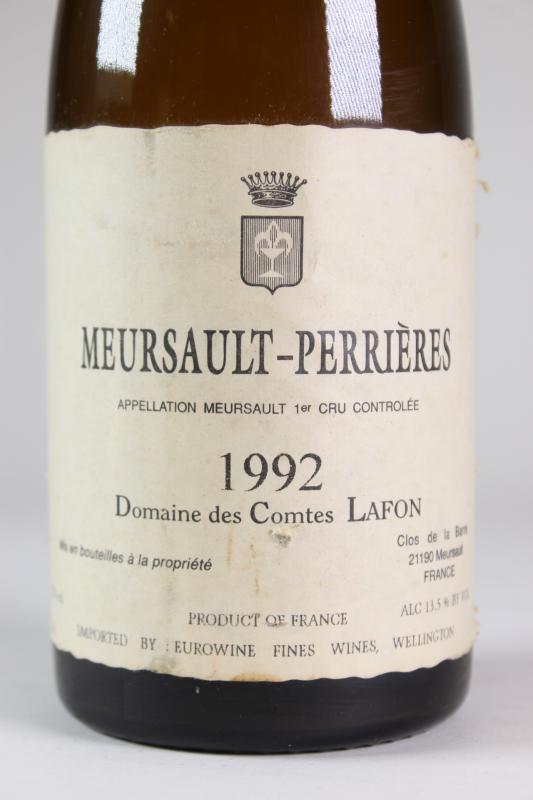 MEURSAULT-PERRIÈRES
APPELLATION MEURSAULT 1er CRU CONTROLÉE
1992
Domaine des Comtes LAFON
Mis en bouteilles à la propriété
Clos de la Barre
21190 Meursault
FRANCE
ALC 13.5 % BY VOL
PRODUCT OF FRANCE
IMPORTED BY : EUROWINE FINES WINES, WELLINGTON